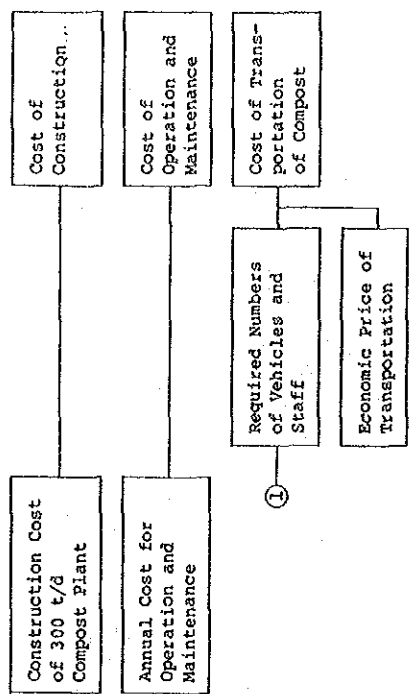 Construction Cost
of 300 t/d
Compost Plant
Cost of
Construction...
Annual Cost for
Operation and
Maintenance
Cost of
Operation and
Maintenance
1
Required Numbers
of Vehicles and
Staff
Cost of Trans-
portation
of Compost
Economic Price of
Transportation